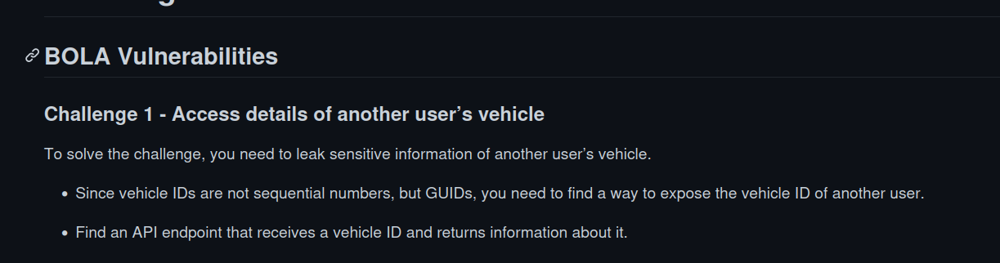 BOLA Vulnerabilities
Challenge 1 - Access details of another user’s vehicle
To solve the challenge, you need to leak sensitive information of another user’s vehicle.
• Since vehicle IDs are not sequential numbers, but GUIDs, you need to find a way to expose the vehicle ID of another user.
• Find an API endpoint that receives a vehicle ID and returns information about it.